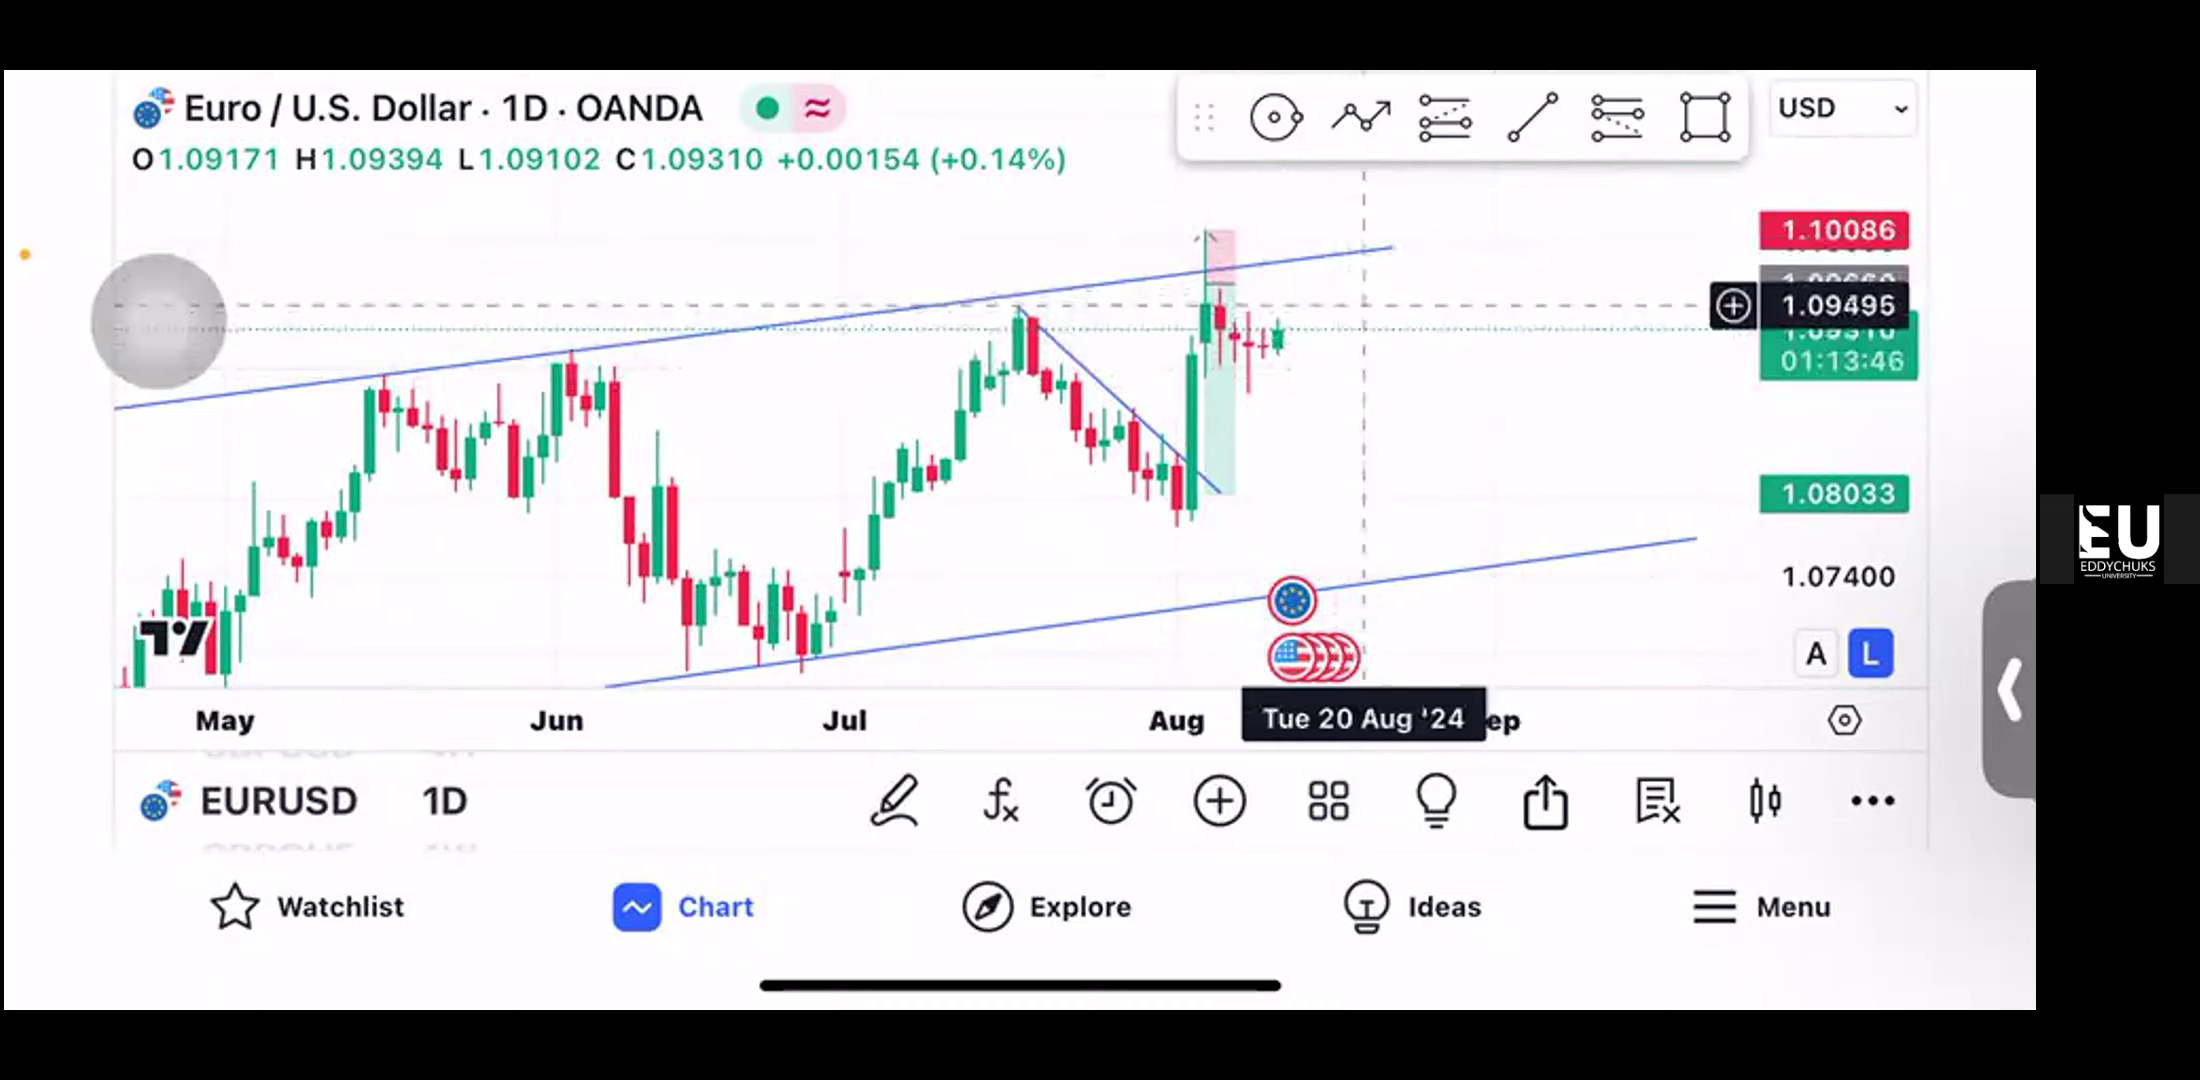 Euro / U.S. Dollar · 1D · OANDA
USD
O1.09171 H1.09394 L1.09102 C1.09310 +0.00154 (+0.14%)
1.10086
1.09495
01:13:46
1.08033
1.07400
A L
May Jun Jul Aug Tue 20 Aug '24 ep
EURUSD 1D
Watchlist Chart Explore Ideas Menu
EU
EDDYCHUKS
UNIVERSITY